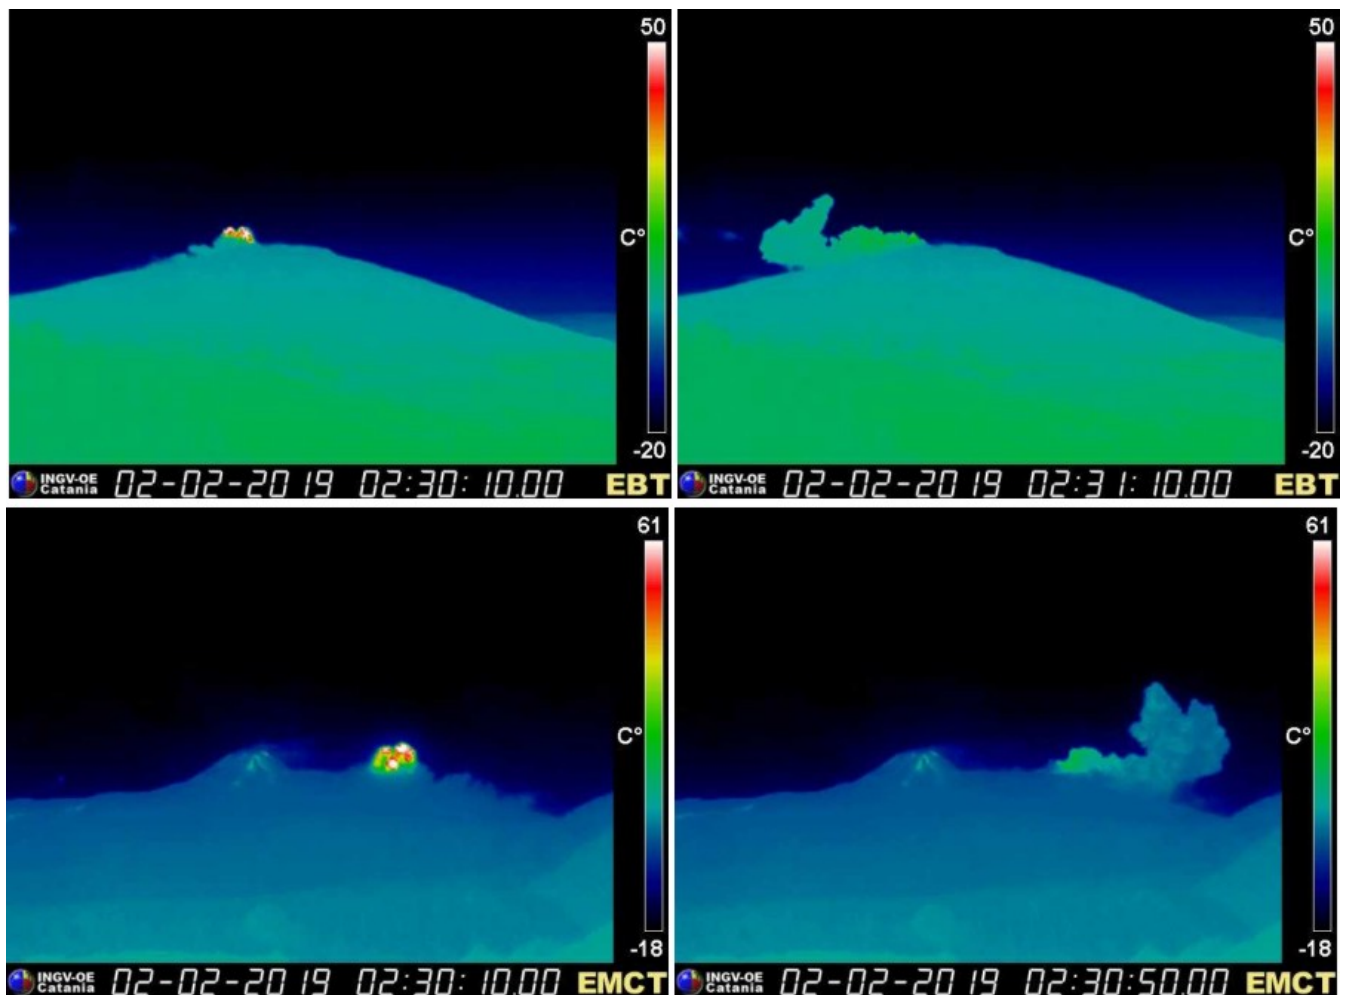 50
C°
-20
INGV-OE
Catania
02-02-2019 02:30:10.00 EBT
50
C°
-20
INGV-OE
Catania
02-02-2019 02:31:10.00 EBT
61
C°
-18
INGV-OE
Catania
02-02-2019 02:30:10.00 EMCT
61
C°
-18
INGV-OE
Catania
02-02-2019 02:30:50.00 EMCT